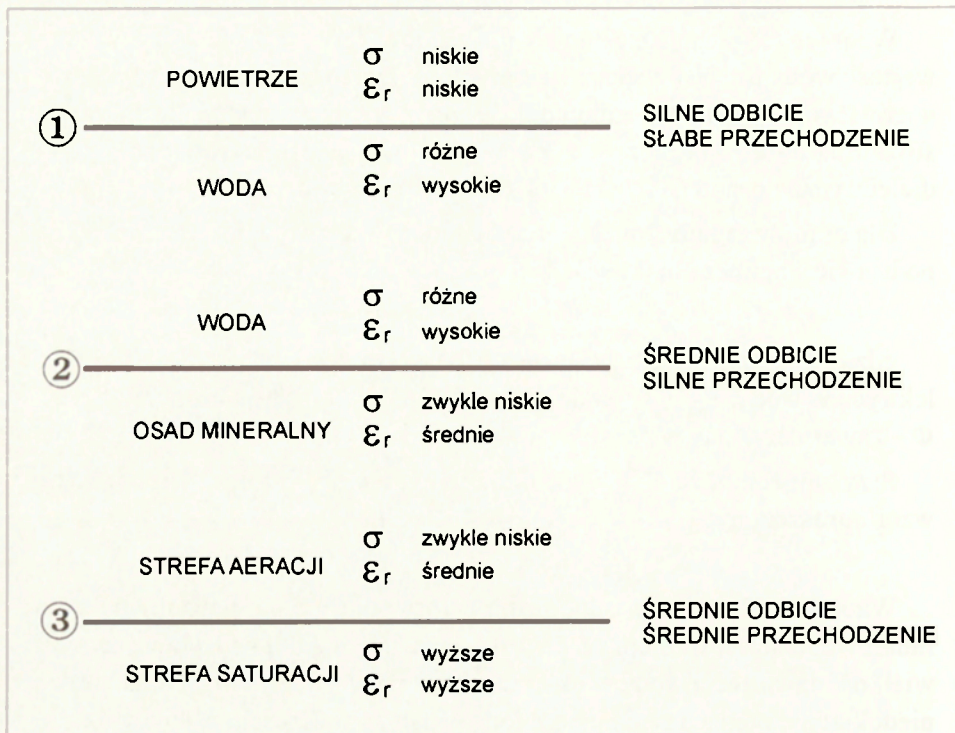 POWIETRZE
σ niskie
εr niskie
① SILNE ODBICIE
SŁABE PRZECHODZENIE
WODA
σ różne
εr wysokie
WODA
σ różne
εr wysokie
② ŚREDNIE ODBICIE
SILNE PRZECHODZENIE
OSAD MINERALNY
σ zwykle niskie
εr średnie
STREFA AERACJI
σ zwykle niskie
εr średnie
③ ŚREDNIE ODBICIE
ŚREDNIE PRZECHODZENIE
STREFA SATURACJI
σ wyższe
εr wyższe